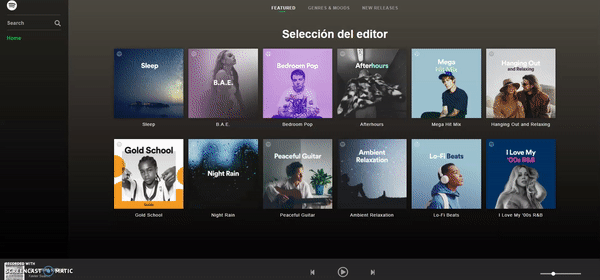 FEATURED
GENRES & MOODS
NEW RELEASES
Search
Home
Selección del editor
Sleep
B.A.E.
Bedroom Pop
Afterhours
Mega
Hit Mix
Hanging Out
and Relaxing
Sleep
B.A.E.
Bedroom Pop
Afterhours
Mega Hit Mix
Hanging Out and Relaxing
Gold School
Night Rain
Peaceful Guitar
Ambient
Relaxation
Lo-Fi Beats
I Love My
'00s R&B
Gold School
Night Rain
Peaceful Guitar
Ambient Relaxation
Lo-Fi Beats
I Love My '00s R&B
RECORDED WITH
SCREENCAST MATIC